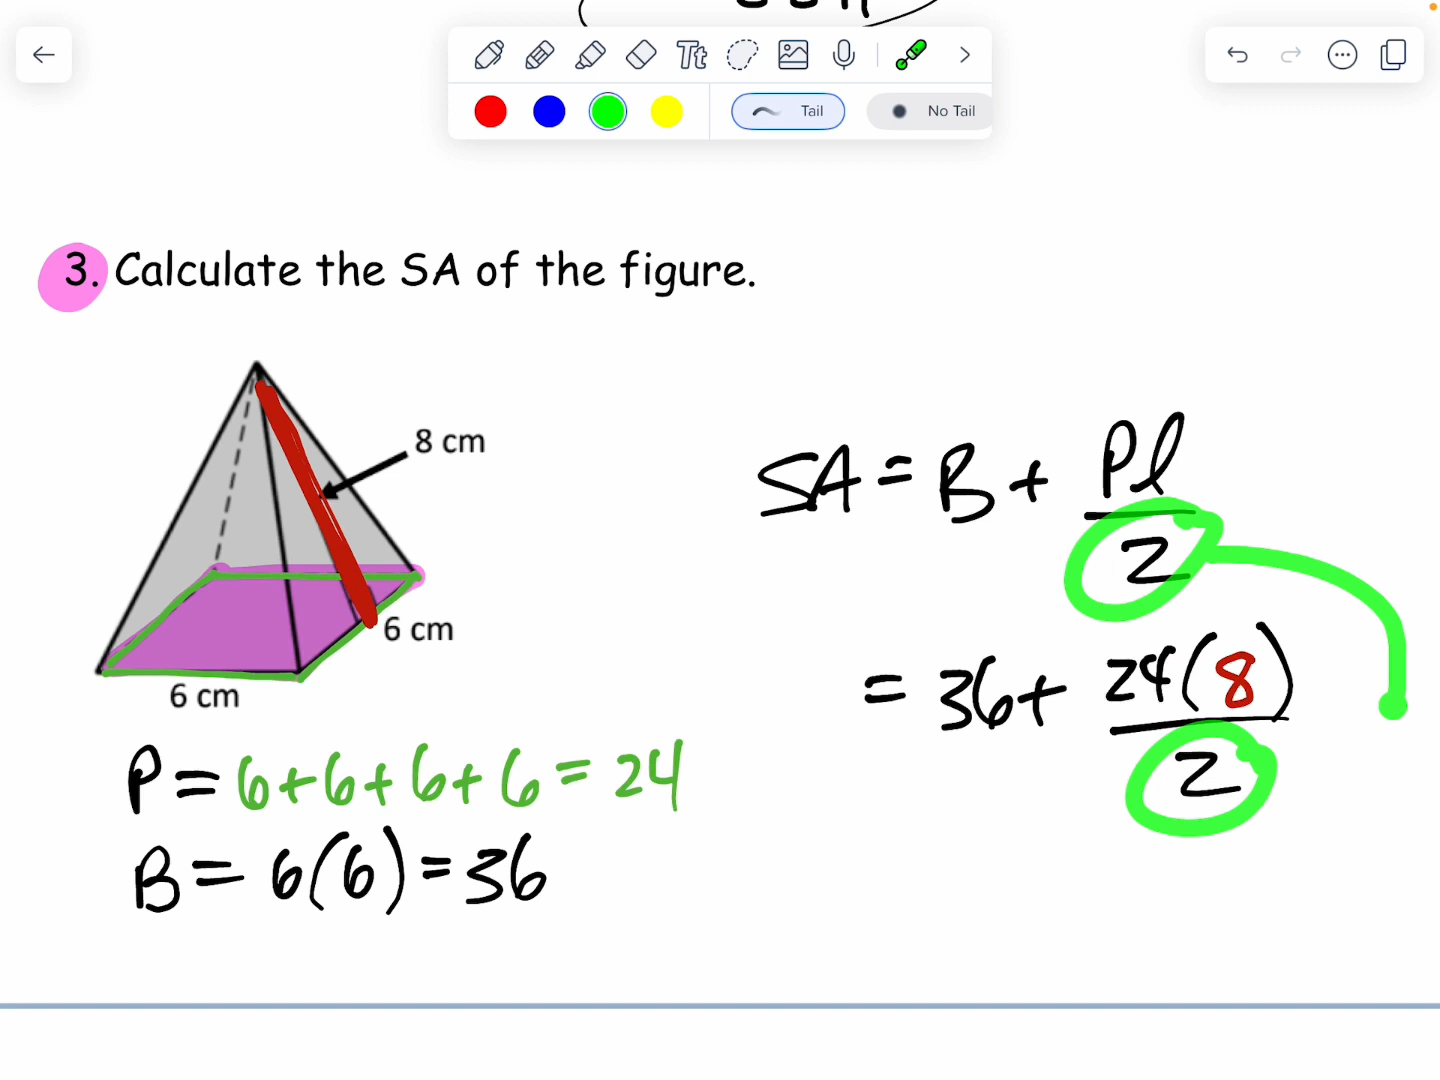 Tt
Tail
No Tail
3. Calculate the SA of the figure.
8 cm
6 cm
6 cm
P = 6 + 6 + 6 + 6 = 24
B = 6(6) = 36
SA = B + Pl/2
= 36 + 24(8)/2